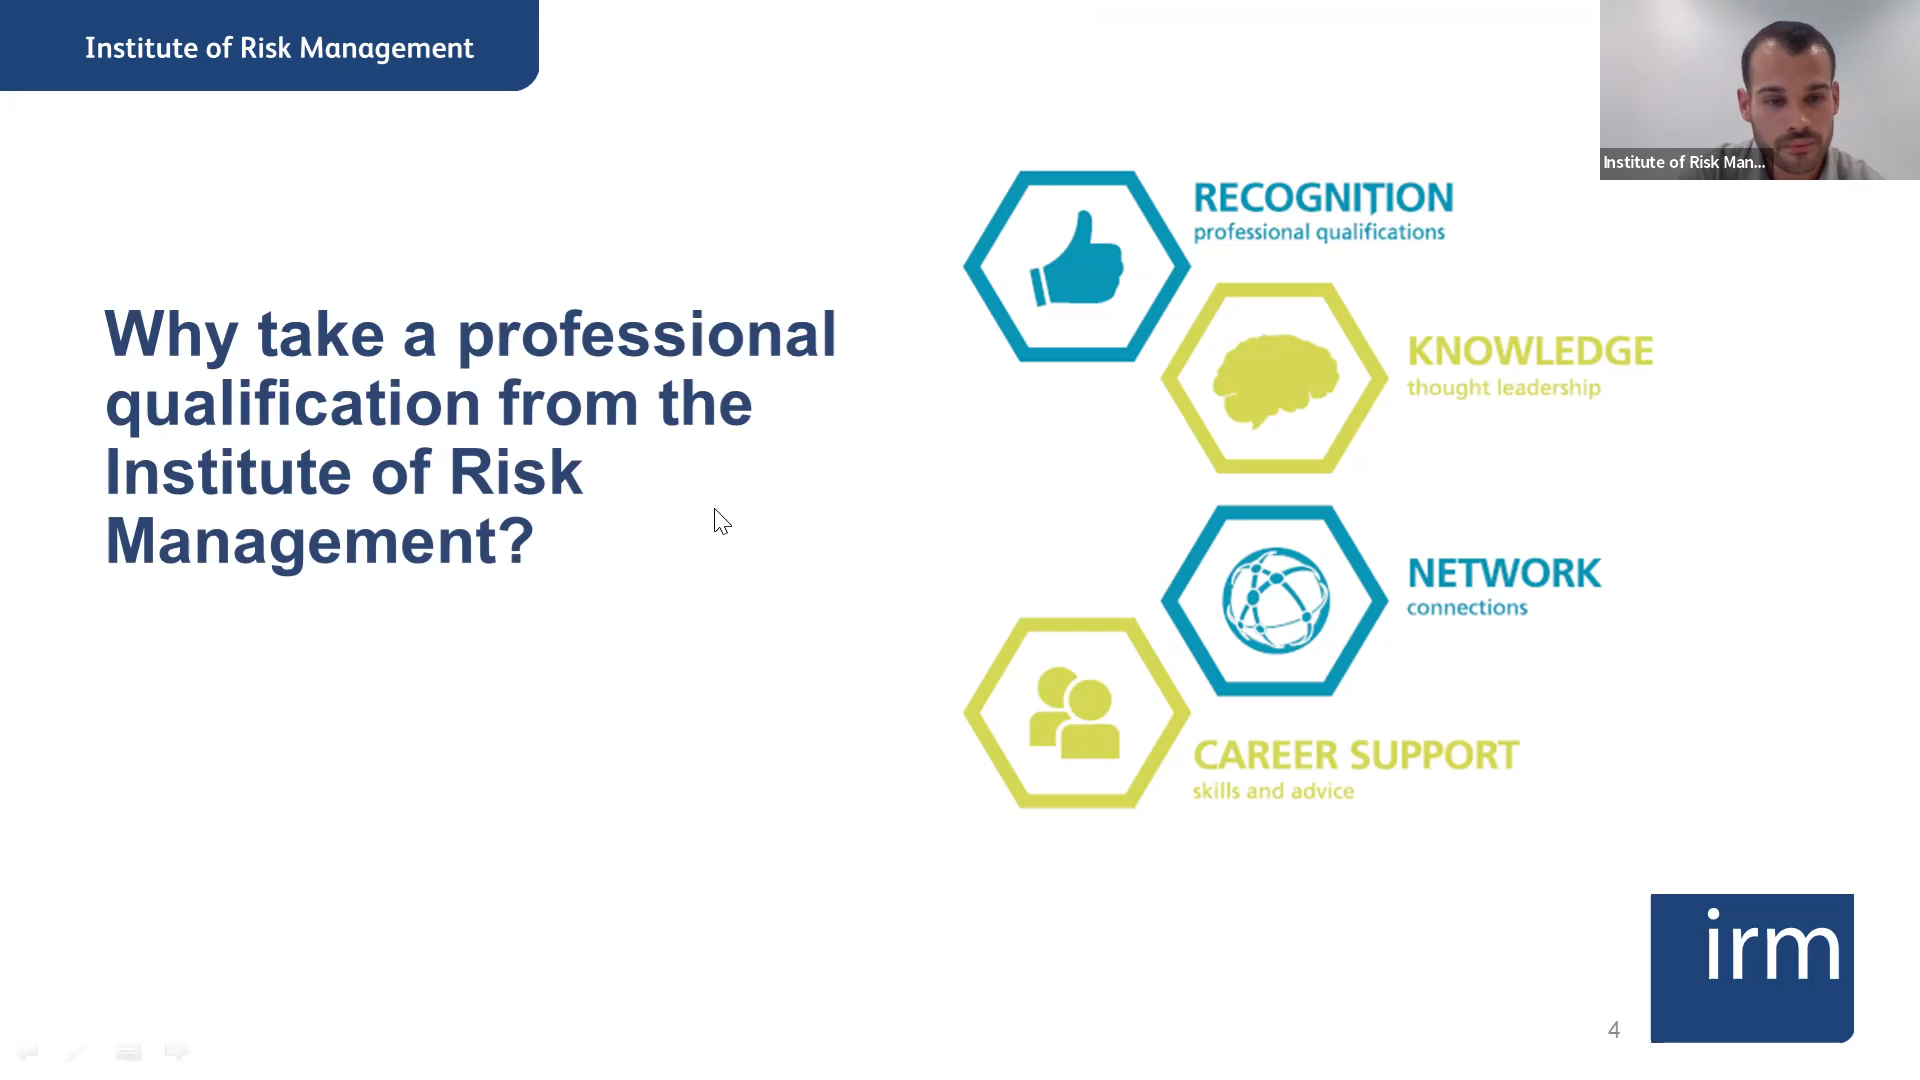 Institute of Risk Management
Institute of Risk Man...
Why take a professional
qualification from the
Institute of Risk
Management?
RECOGNITION
professional qualifications
KNOWLEDGE
thought leadership
NETWORK
connections
CAREER SUPPORT
skills and advice
irm
4